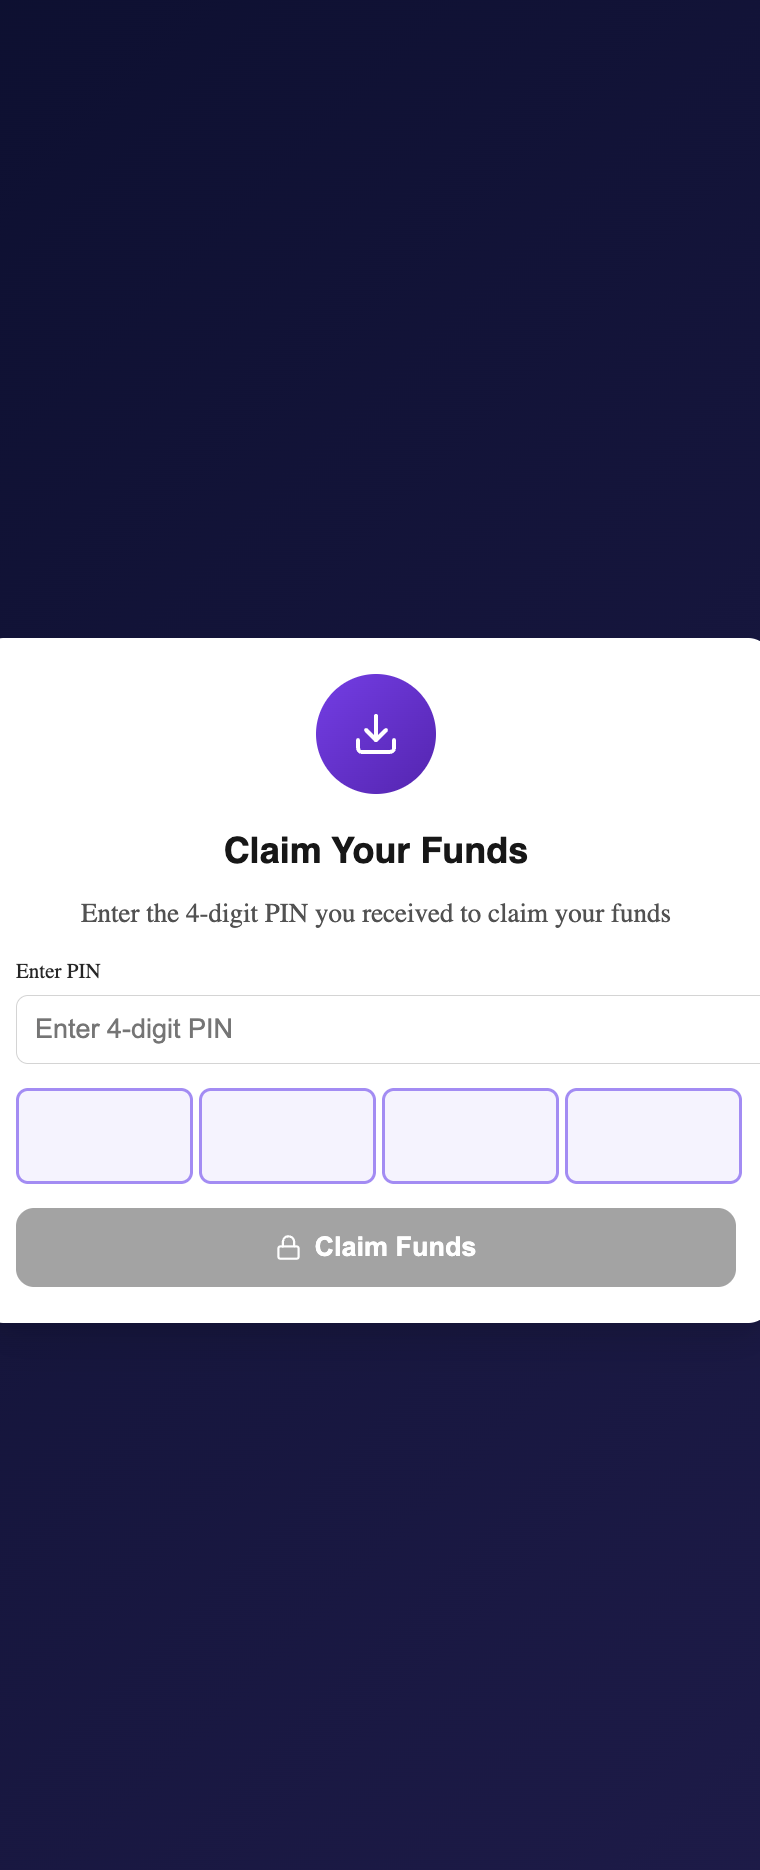 Claim Your Funds
Enter the 4-digit PIN you received to claim your funds
Enter PIN
Enter 4-digit PIN
Claim Funds